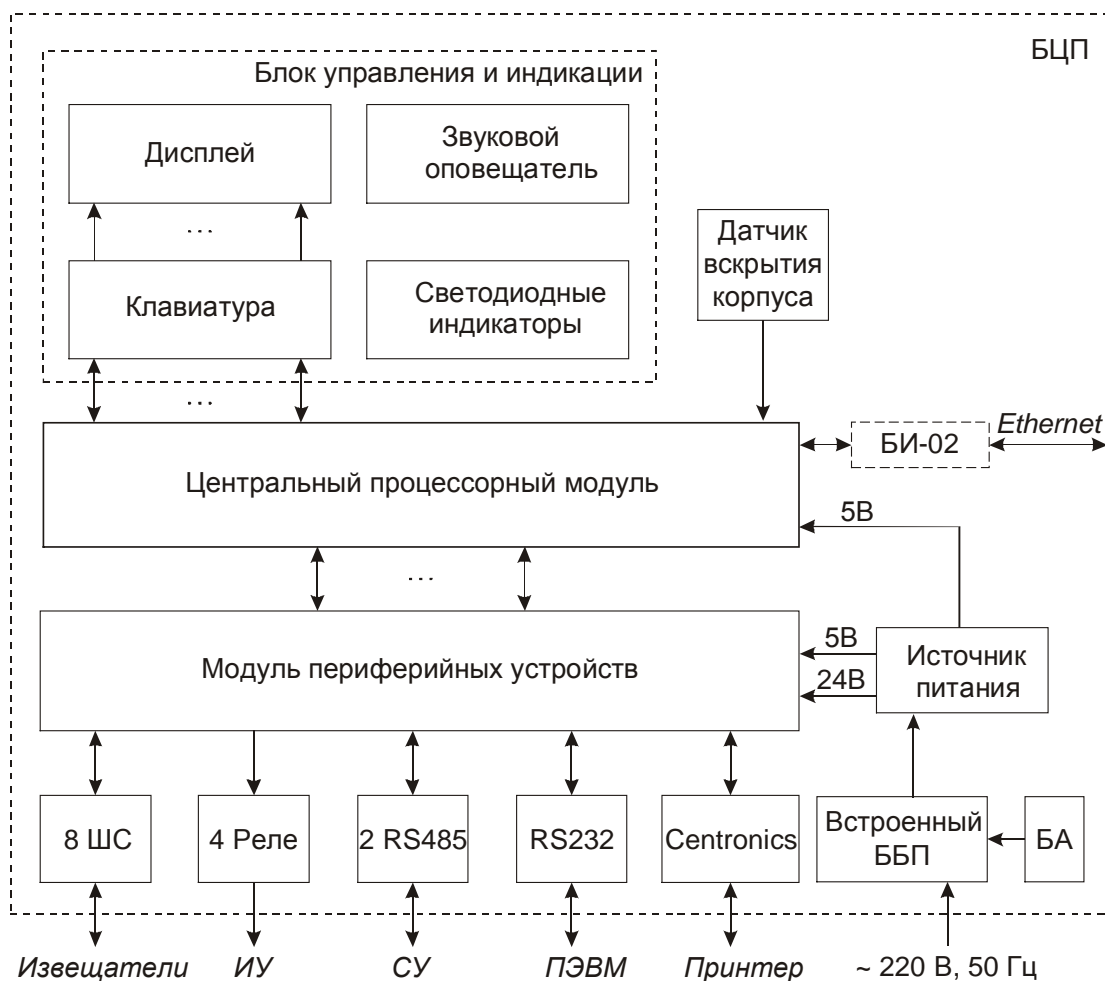 БЦП
Блок управления и индикации
Дисплей
Звуковой
оповещатель
...
Клавиатура
Светодиодные
индикаторы
Датчик
вскрытия
корпуса
...
Центральный процессорный модуль
БИ-02
Ethernet
5В
...
Модуль периферийных устройств
5В
24В
Источник
питания
8 ШС
4 Реле
2 RS485
RS232
Centronics
Встроенный
ББП
БА
Извещатели
ИУ
СУ
ПЭВМ
Принтер
~ 220 В, 50 Гц